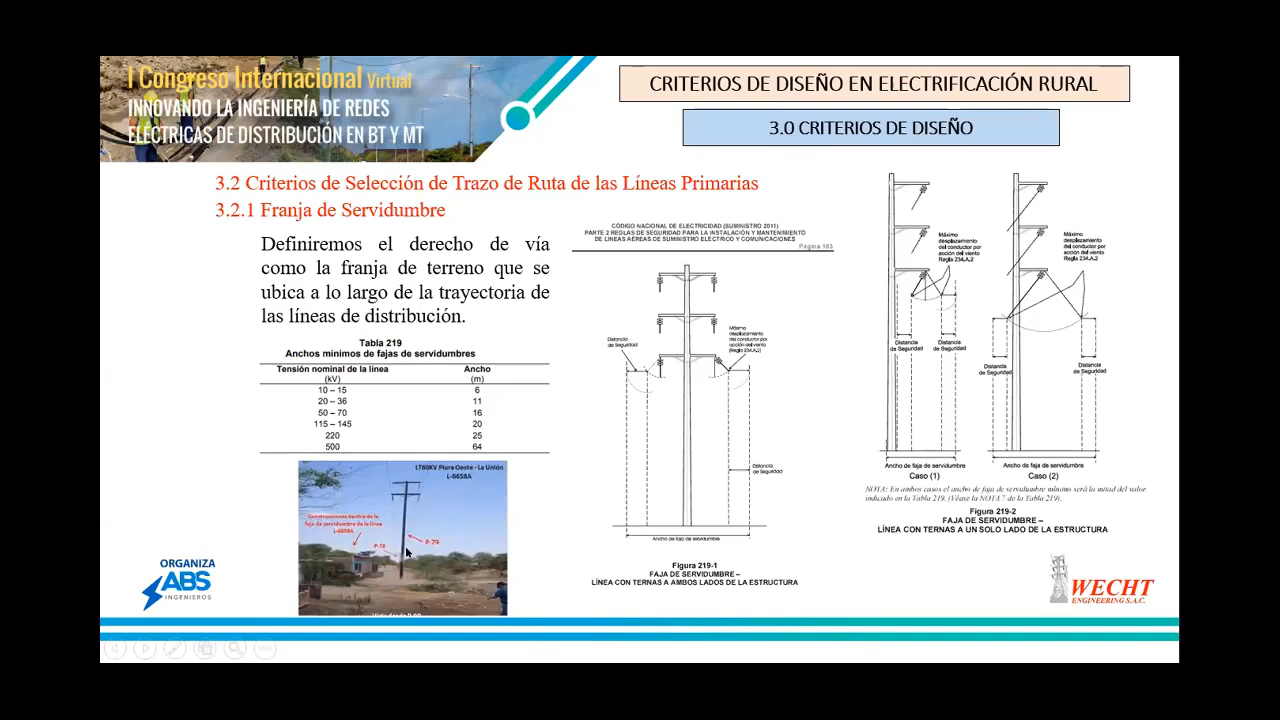 I Congreso Internacional Virtual
INNOVANDO LA INGENIERÍA DE REDES
ELÉCTRICAS DE DISTRIBUCIÓN EN BT Y MT
CRITERIOS DE DISEÑO EN ELECTRIFICACIÓN RURAL
3.0 CRITERIOS DE DISEÑO
3.2 Criterios de Selección de Trazo de Ruta de las Líneas Primarias
3.2.1 Franja de Servidumbre
Definiremos el derecho de vía
como la franja de terreno que se
ubica a lo largo de la trayectoria de
las líneas de distribución.
Tabla 219
Anchos mínimos de fajas de servidumbres
Tensión nominal de la línea Ancho
(kV) (m)
10 – 15 6
20 – 36 11
50 – 70 16
115 – 145 20
220 25
500 64
LT60KV Piura Oeste - La Unión
L-6658A
Construcciones dentro de la
faja de servidumbre de la línea
L-6658A
P-78
P-79
ORGANIZA
ABS
INGENIEROS
CÓDIGO NACIONAL DE ELECTRICIDAD (SUMINISTRO 2011)
PARTE 2 REGLAS DE SEGURIDAD PARA LA INSTALACIÓN Y MANTENIMIENTO
DE LÍNEAS AÉREAS DE SUMINISTRO ELÉCTRICO Y COMUNICACIONES
Página 103
Distancia
de Seguridad
Máximo
desplazamiento
del conductor por
acción del viento
(Regla 234.A.2)
Distancia
de Seguridad
Ancho de faja de servidumbre
Figura 219-1
FAJA DE SERVIDUMBRE –
LÍNEA CON TERNAS A AMBOS LADOS DE LA ESTRUCTURA
Máximo
desplazamiento
del conductor por
acción del viento
Regla 234.A.2
Distancia
de Seguridad
Distancia
de Seguridad
Ancho de faja de servidumbre
Caso (1)
Máximo
desplazamiento
del conductor por
acción del viento
Regla 234.A.2
Distancia
de Seguridad
Distancia
de Seguridad
Ancho de faja de servidumbre
Caso (2)
NOTA: En ambos casos el ancho de faja de servidumbre mínimo será la mitad del valor
indicado en la Tabla 219. (Véase la NOTA 7 de la Tabla 219).
Figura 219-2
FAJA DE SERVIDUMBRE –
LÍNEA CON TERNAS A UN SOLO LADO DE LA ESTRUCTURA
WECHT
ENGINEERING S.A.C.